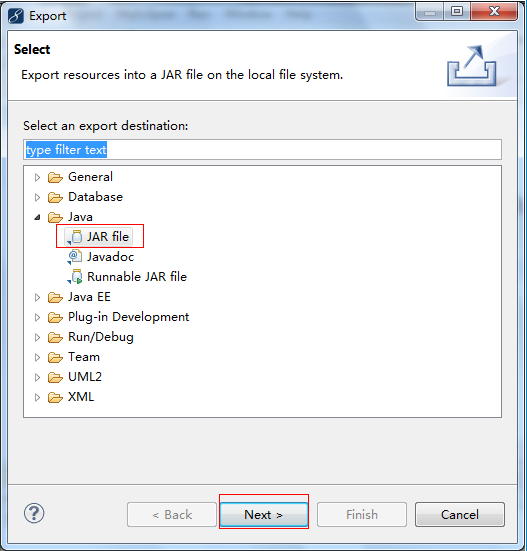 Export
Select
Export resources into a JAR file on the local file system.
Select an export destination:
type filter text
General
Database
Java
JAR file
Javadoc
Runnable JAR file
Java EE
Plug-in Development
Run/Debug
Team
UML2
XML
< Back Next > Finish Cancel